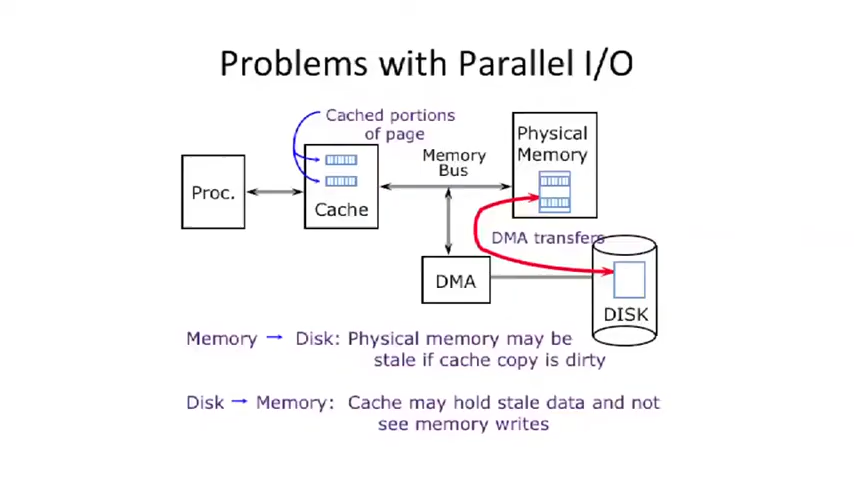 Problems with Parallel I/O
Cached portions
of page
Physical
Memory
Memory
Bus
Proc.
Cache
DMA transfers
DMA
DISK
Memory → Disk: Physical memory may be
stale if cache copy is dirty
Disk → Memory: Cache may hold stale data and not
see memory writes